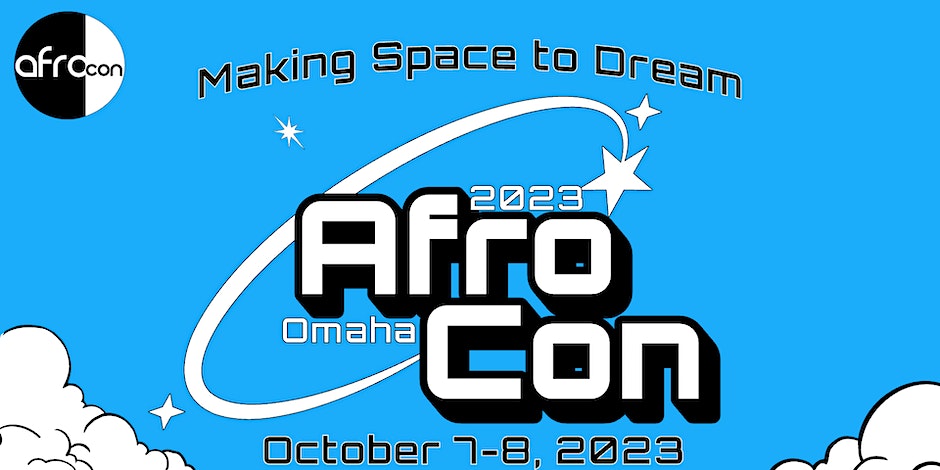 afrocon
Making Space to Dream
2023
Afro
Omaha
Con
October 7-8, 2023